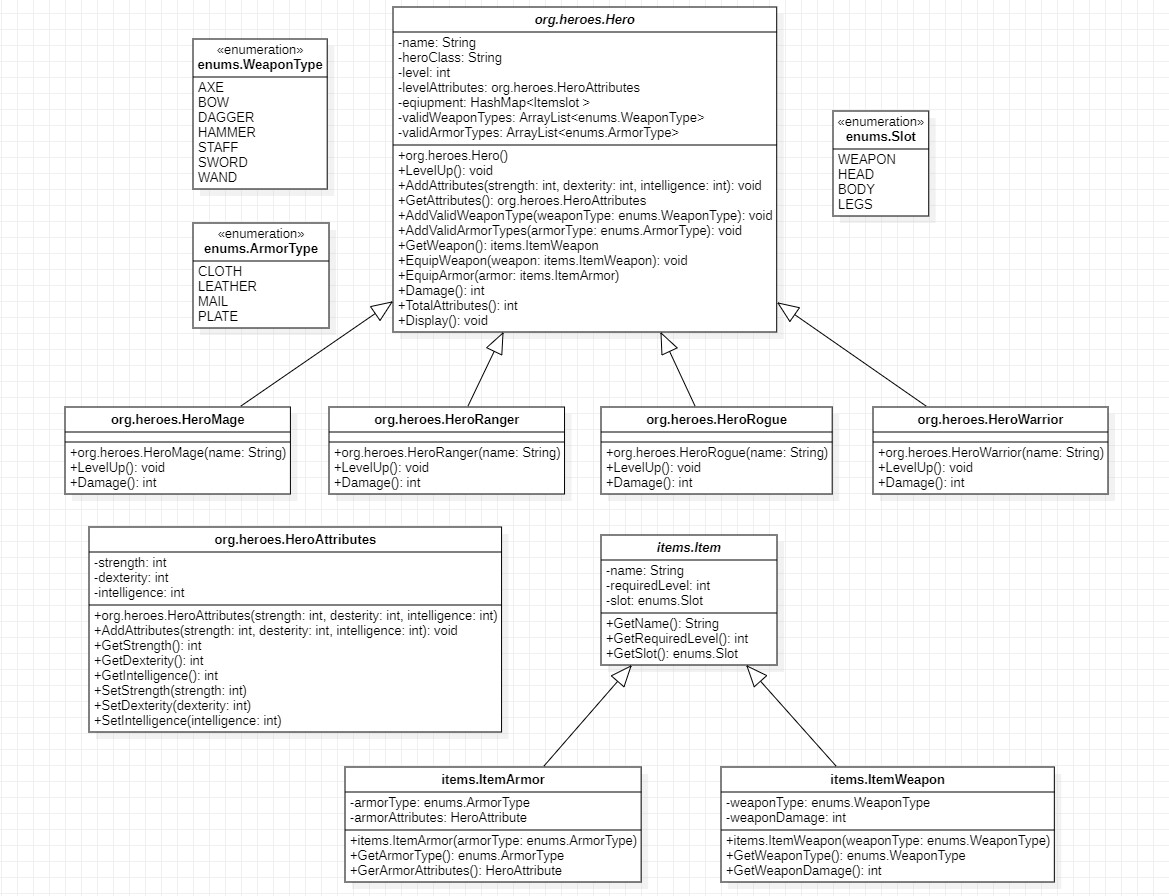 org.heroes.Hero
-name: String
-heroClass: String
-level: int
-levelAttributes: org.heroes.HeroAttributes
-eqiupment: HashMap<Itemslot >
-validWeaponTypes: ArrayList<enums.WeaponType>
-validArmorTypes: ArrayList<enums.ArmorType>
+org.heroes.Hero()
+LevelUp(): void
+AddAttributes(strength: int, dexterity: int, intelligence: int): void
+GetAttributes(): org.heroes.HeroAttributes
+AddValidWeaponType(weaponType: enums.WeaponType): void
+AddValidArmorTypes(armorType: enums.ArmorType): void
+GetWeapon(): items.ItemWeapon
+EquipWeapon(weapon: items.ItemWeapon): void
+EquipArmor(armor: items.ItemArmor)
+Damage(): int
+TotalAttributes(): int
+Display(): void
«enumeration»
enums.WeaponType
AXE
BOW
DAGGER
HAMMER
STAFF
SWORD
WAND
«enumeration»
enums.ArmorType
CLOTH
LEATHER
MAIL
PLATE
«enumeration»
enums.Slot
WEAPON
HEAD
BODY
LEGS
org.heroes.HeroMage
+org.heroes.HeroMage(name: String)
+LevelUp(): void
+Damage(): int
org.heroes.HeroRanger
+org.heroes.HeroRanger(name: String)
+LevelUp(): void
+Damage(): int
org.heroes.HeroRogue
+org.heroes.HeroRogue(name: String)
+LevelUp(): void
+Damage(): int
org.heroes.HeroWarrior
+org.heroes.HeroWarrior(name: String)
+LevelUp(): void
+Damage(): int
org.heroes.HeroAttributes
-strength: int
-dexterity: int
-intelligence: int
+org.heroes.HeroAttributes(strength: int, desterity: int, intelligence: int)
+AddAttributes(strength: int, desterity: int, intelligence: int): void
+GetStrength(): int
+GetDexterity(): int
+GetIntelligence(): int
+SetStrength(strength: int)
+SetDexterity(dexterity: int)
+SetIntelligence(intelligence: int)
items.Item
-name: String
-requiredLevel: int
-slot: enums.Slot
+GetName(): String
+GetRequiredLevel(): int
+GetSlot(): enums.Slot
items.ItemArmor
-armorType: enums.ArmorType
-armorAttributes: HeroAttribute
+items.ItemArmor(armorType: enums.ArmorType)
+GetArmorType(): enums.ArmorType
+GerArmorAttributes(): HeroAttribute
items.ItemWeapon
-weaponType: enums.WeaponType
-weaponDamage: int
+items.ItemWeapon(weaponType: enums.WeaponType)
+GetWeaponType(): enums.WeaponType
+GetWeaponDamage(): int